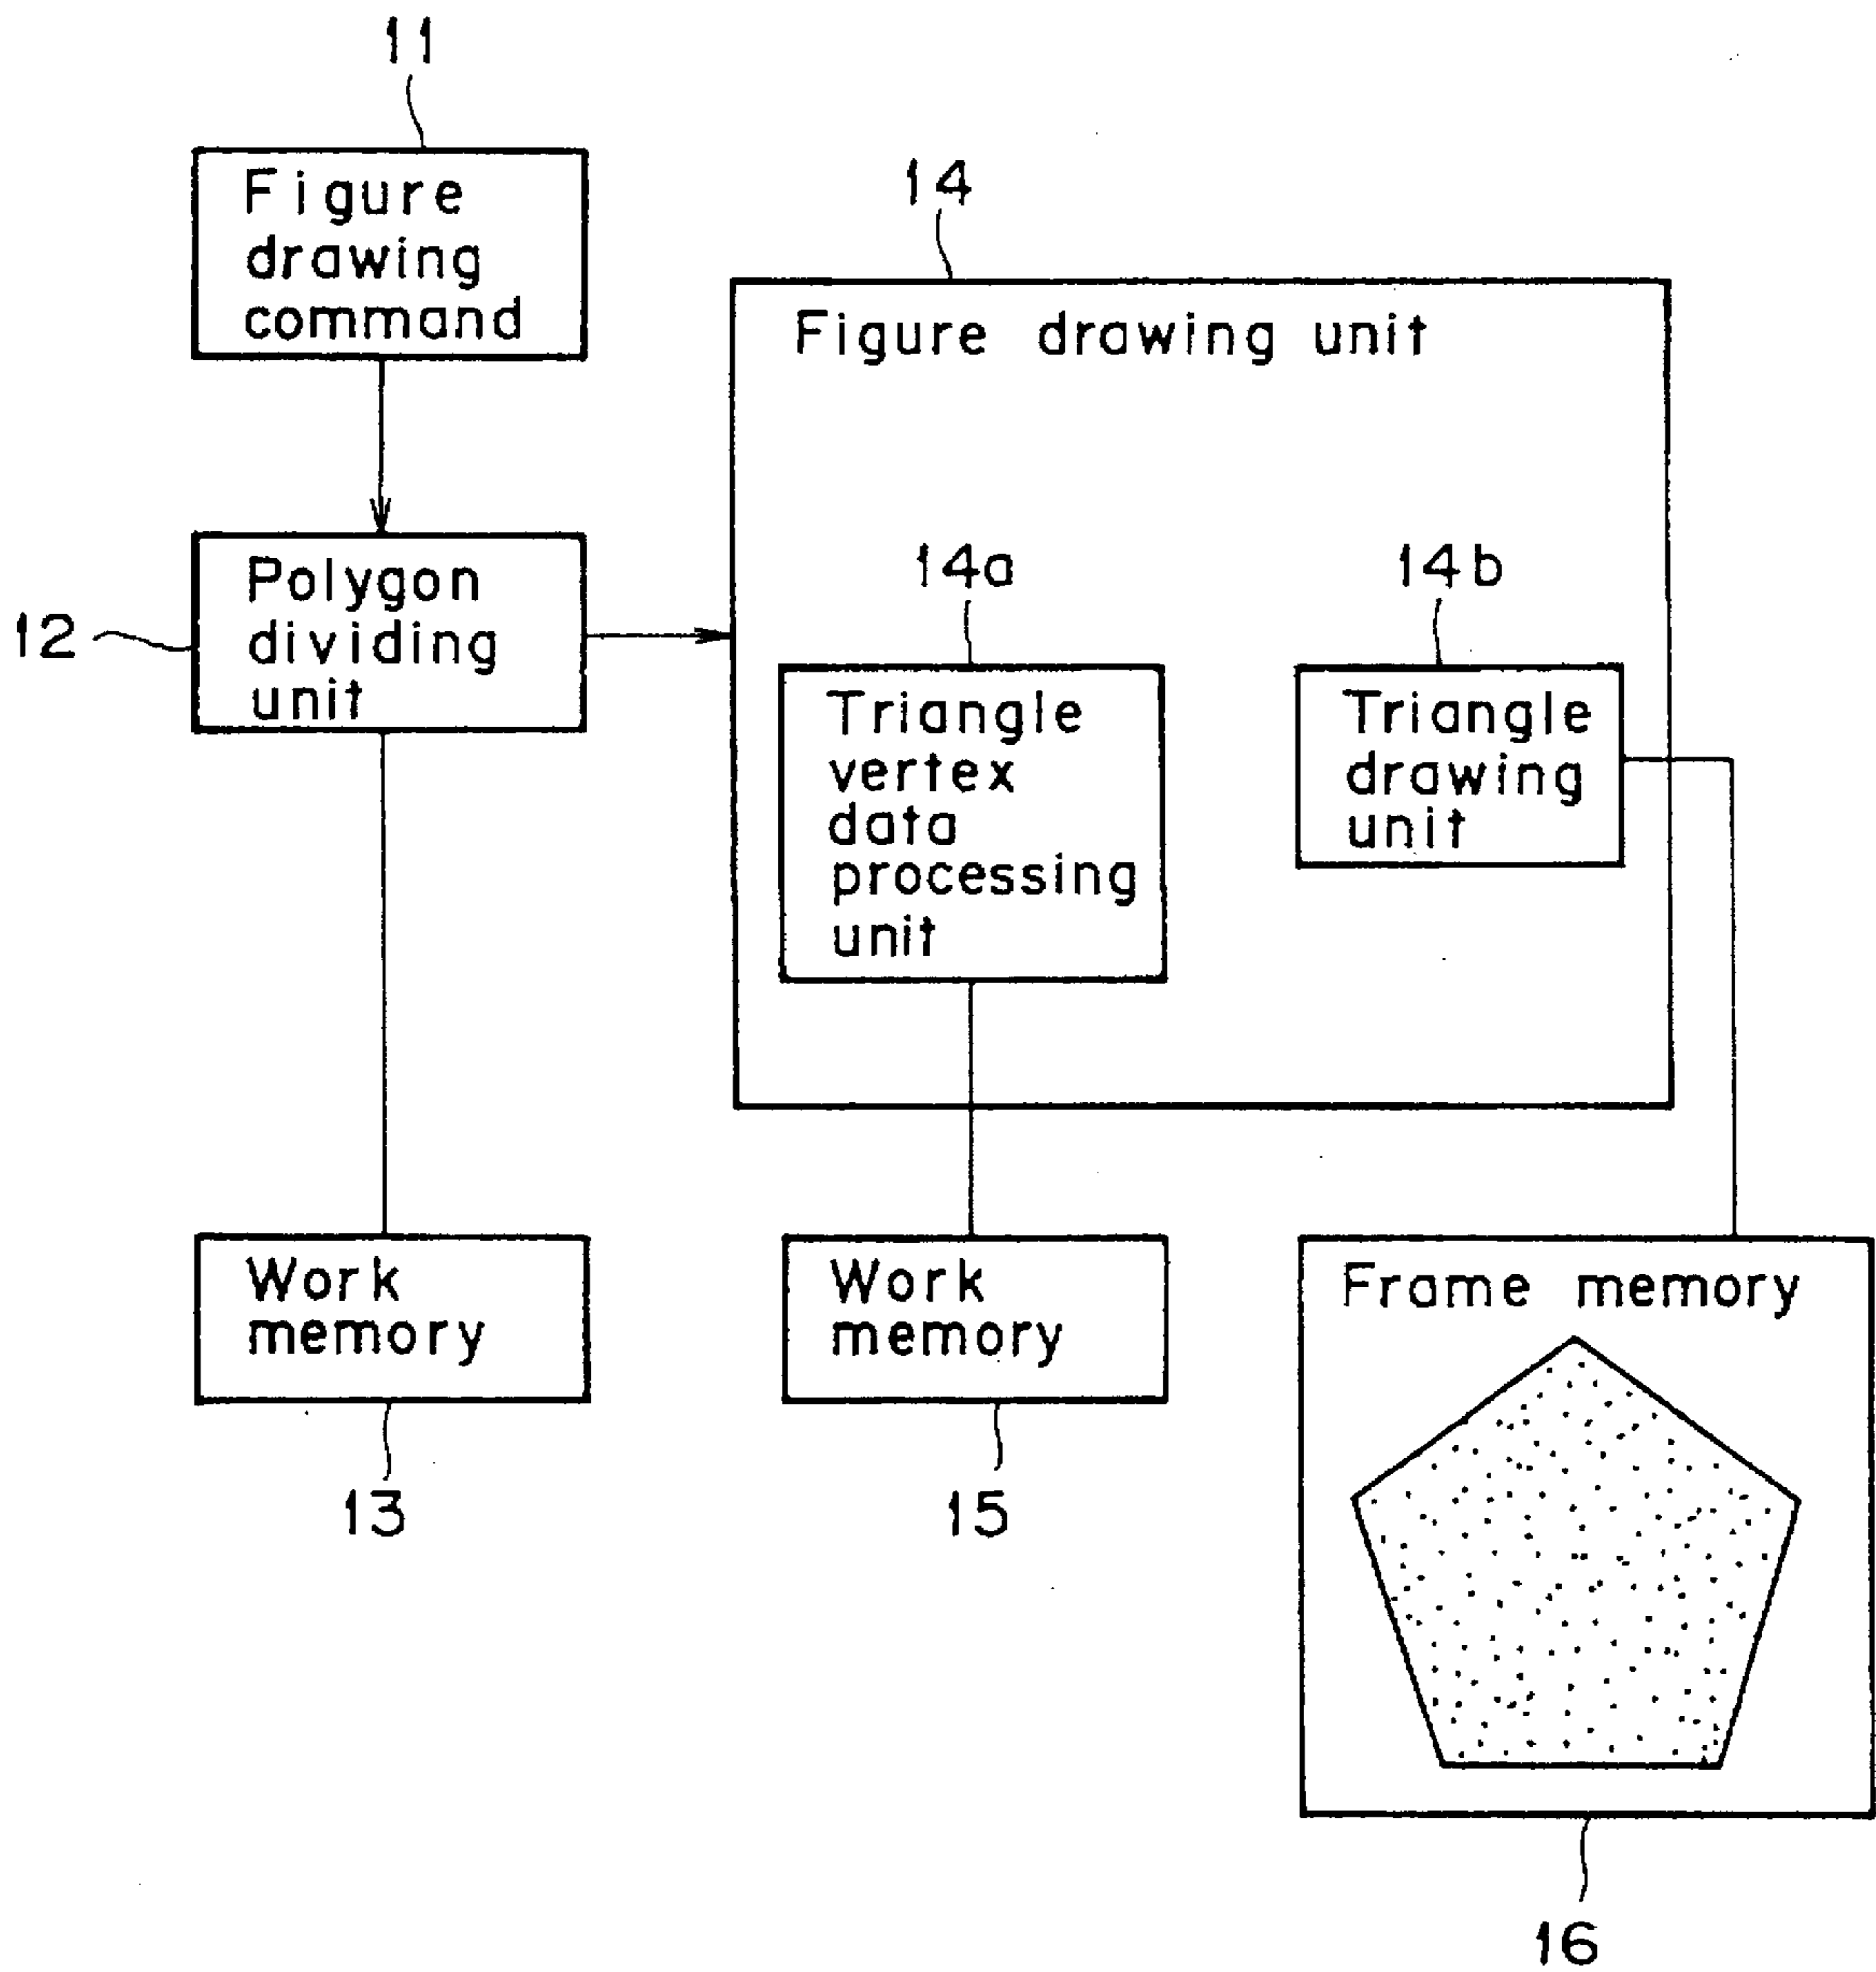 11
Figure
drawing
command
14
Figure drawing unit
12
Polygon
dividing
unit
14a
Triangle
vertex
data
processing
unit
14b
Triangle
drawing
unit
Work
memory
13
Work
memory
15
Frame memory
16